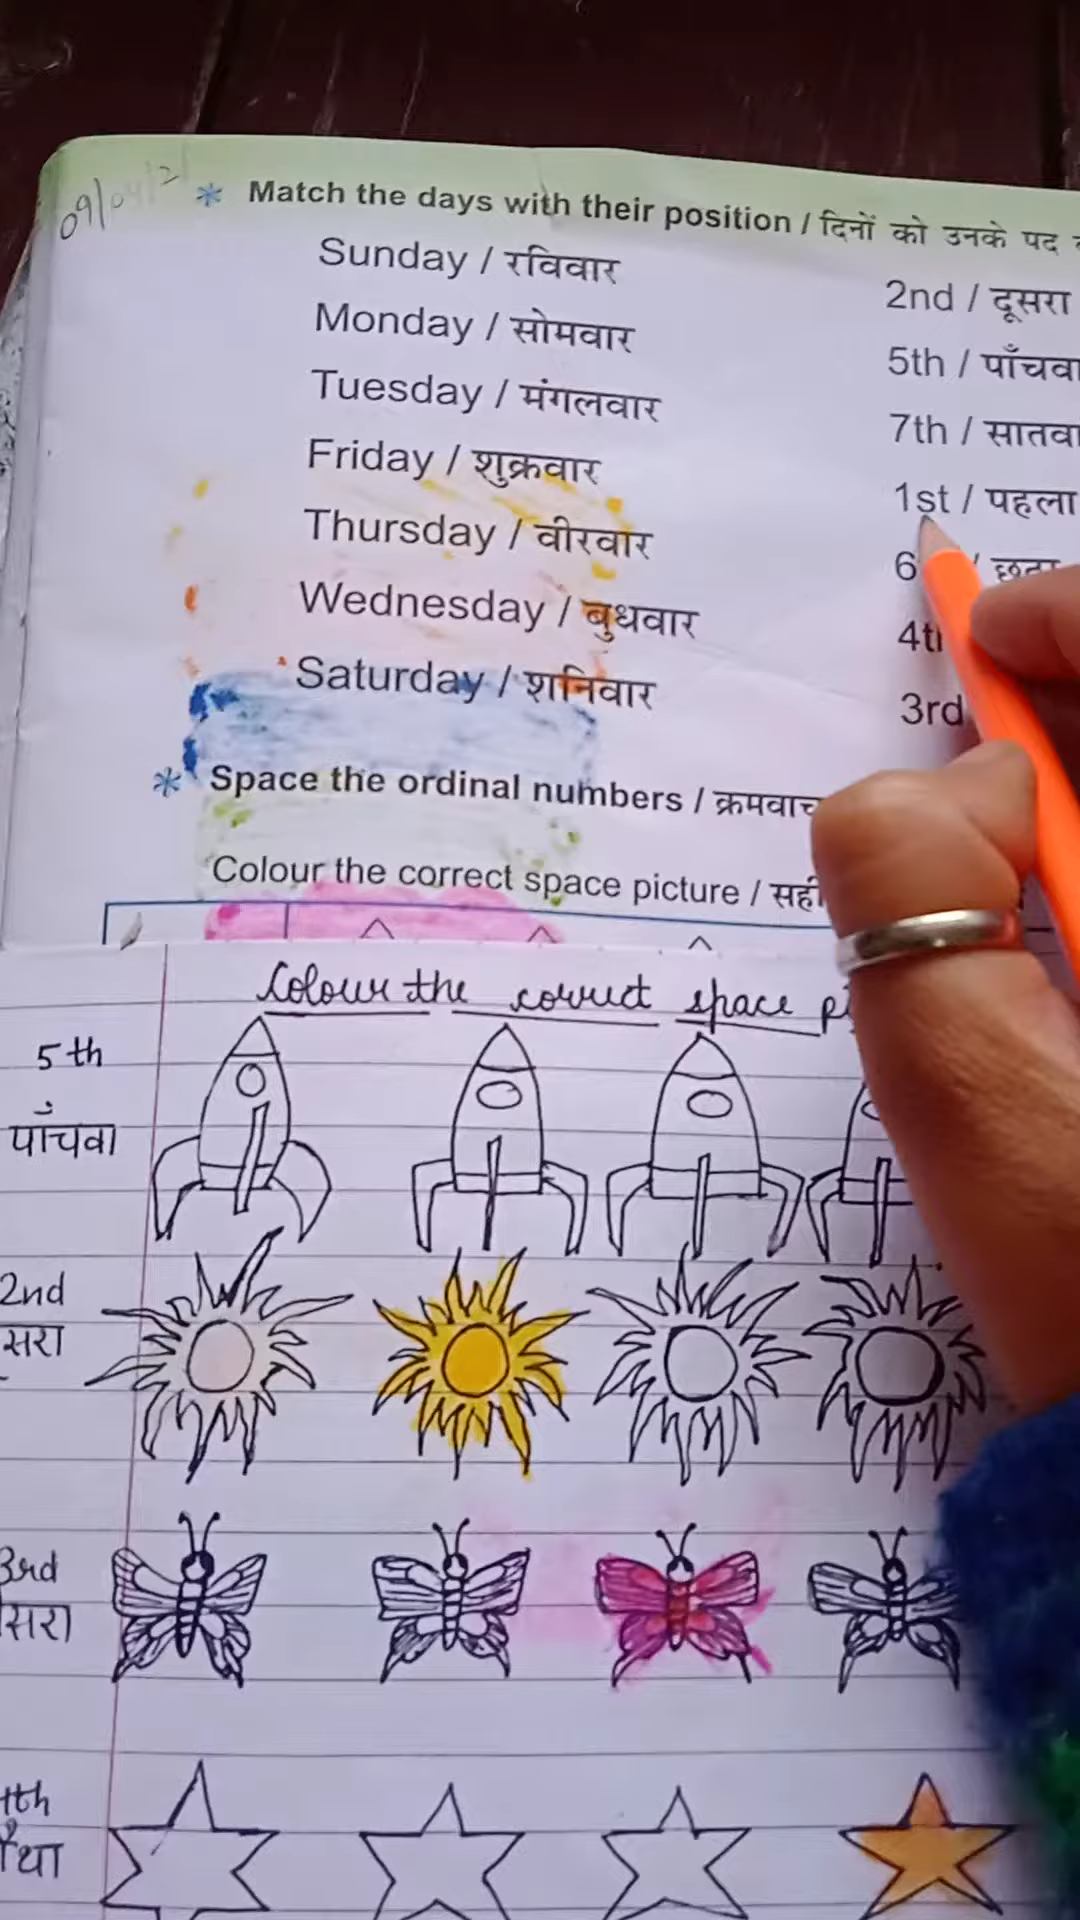 09/04/2
* Match the days with their position / दिनों को उनके पद
Sunday / रविवार 2nd / दूसरा
Monday / सोमवार 5th / पाँचवा
Tuesday / मंगलवार 7th / सातवा
Friday / शुक्रवार 1st / पहला
Thursday / वीरवार 6
Wednesday / बुधवार
Saturday / शनिवार 3rd
* Space the ordinal numbers / क्रमवाच
Colour the correct space picture / सही
Colour the correct space
5th
पाँचवा
2nd
सरा
3rd
सरा